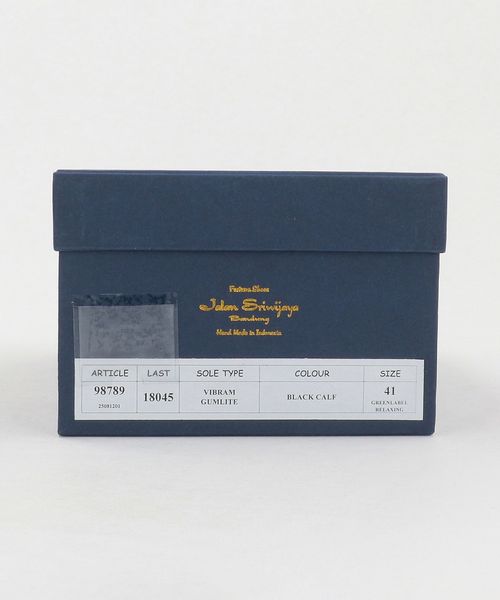 Fortuna Shoes
Jalan Sriwijaya
Bandung
Hand Made in Indonesia
ARTICLE LAST SOLE TYPE COLOUR SIZE
98789 18045 VIBRAM GUMLITE BLACK CALF 41
25081201 GREENLABEL RELAXING